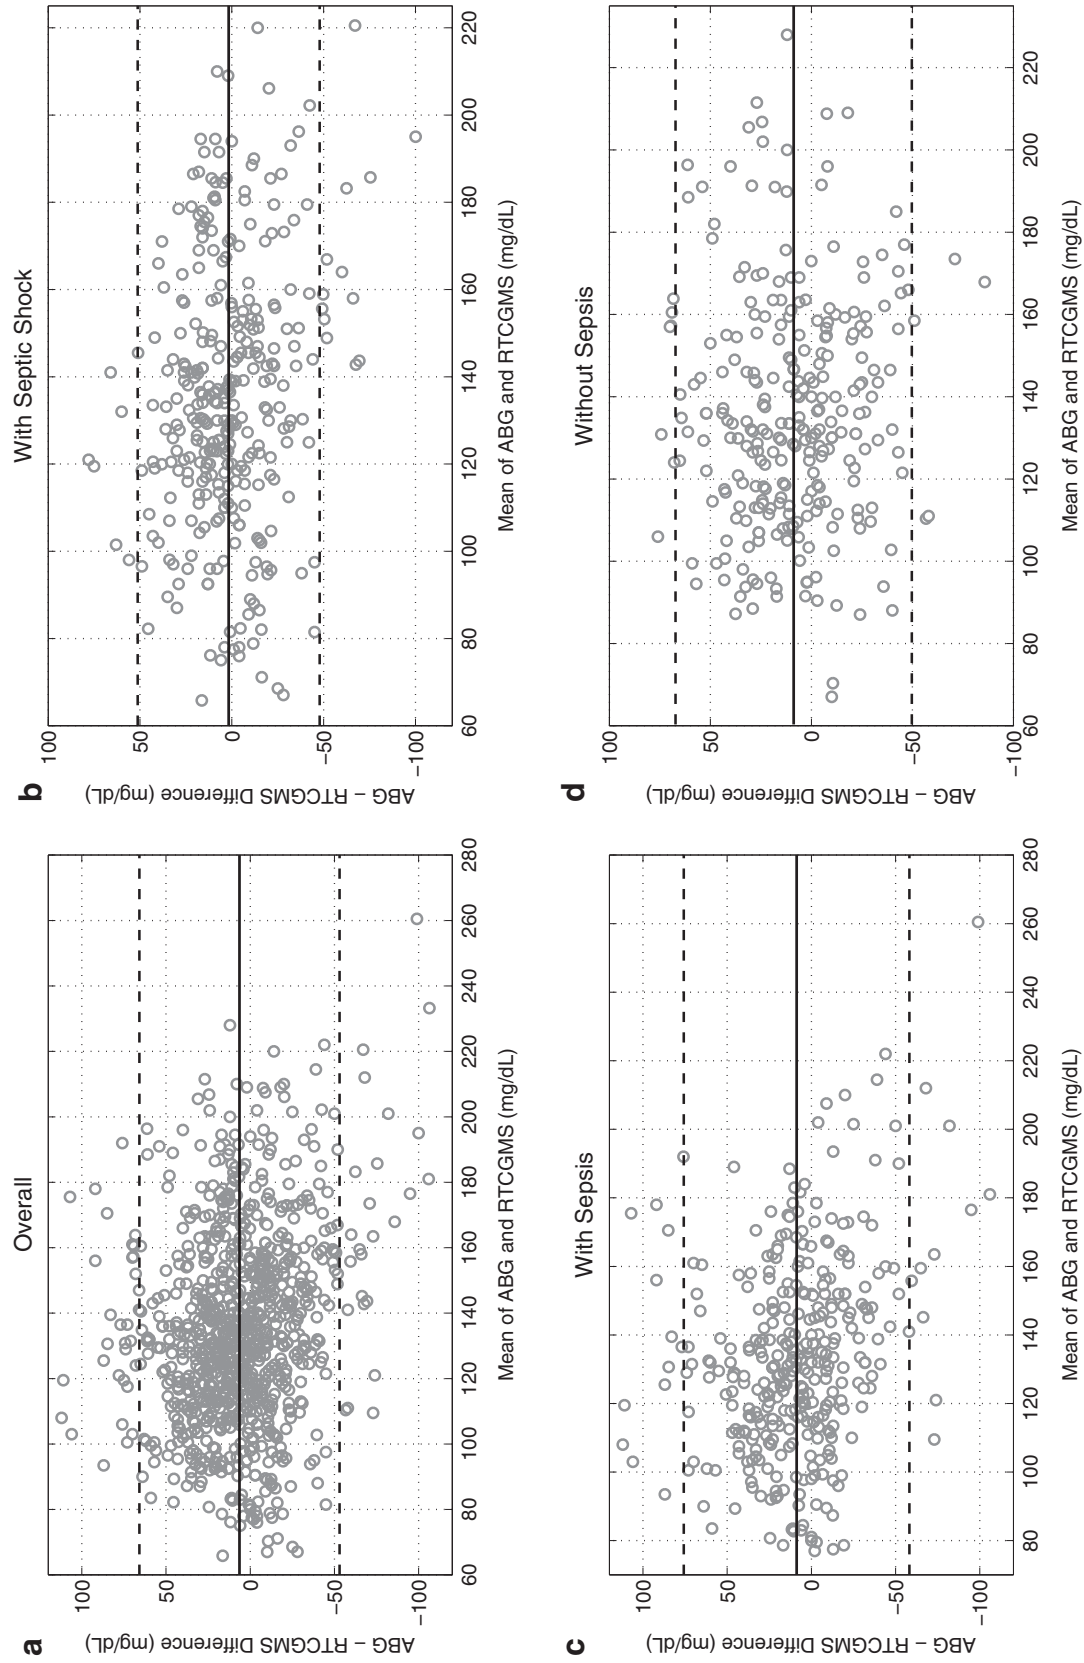 a
Overall
ABG – RTCGMS Difference (mg/dL)
100
50
0
−50
−100
60 80 100 120 140 160 180 200 220 240 260 280
Mean of ABG and RTCGMS (mg/dL)
b
With Septic Shock
ABG – RTCGMS Difference (mg/dL)
100
50
0
−50
−100
60 80 100 120 140 160 180 200 220
Mean of ABG and RTCGMS (mg/dL)
c
With Sepsis
ABG – RTCGMS Difference (mg/dL)
100
50
0
−50
−100
80 100 120 140 160 180 200 220 240 260 280
Mean of ABG and RTCGMS (mg/dL)
d
Without Sepsis
ABG – RTCGMS Difference (mg/dL)
100
50
0
−50
−100
60 80 100 120 140 160 180 200 220
Mean of ABG and RTCGMS (mg/dL)